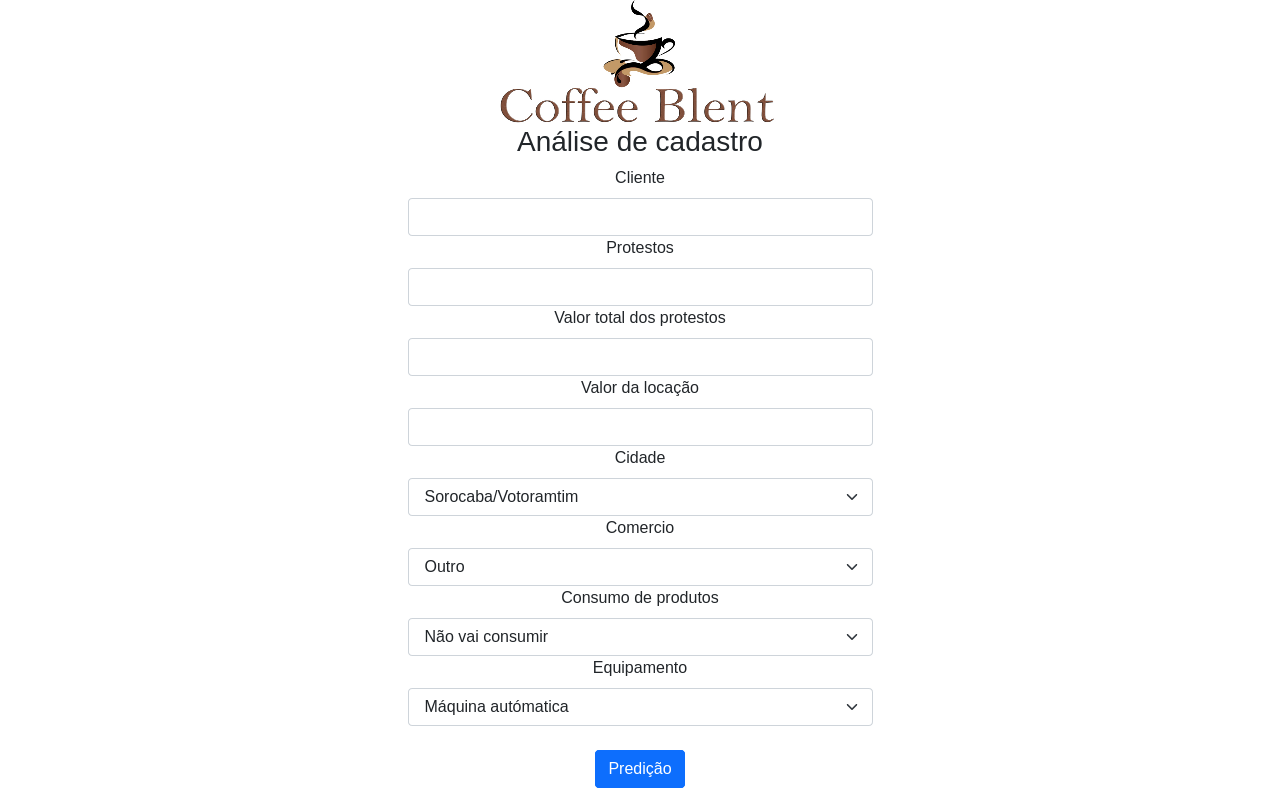 Coffee Blent
Análise de cadastro
Cliente
Protestos
Valor total dos protestos
Valor da locação
Cidade
Sorocaba/Votoramtim
Comercio
Outro
Consumo de produtos
Não vai consumir
Equipamento
Máquina autómatica
Predição